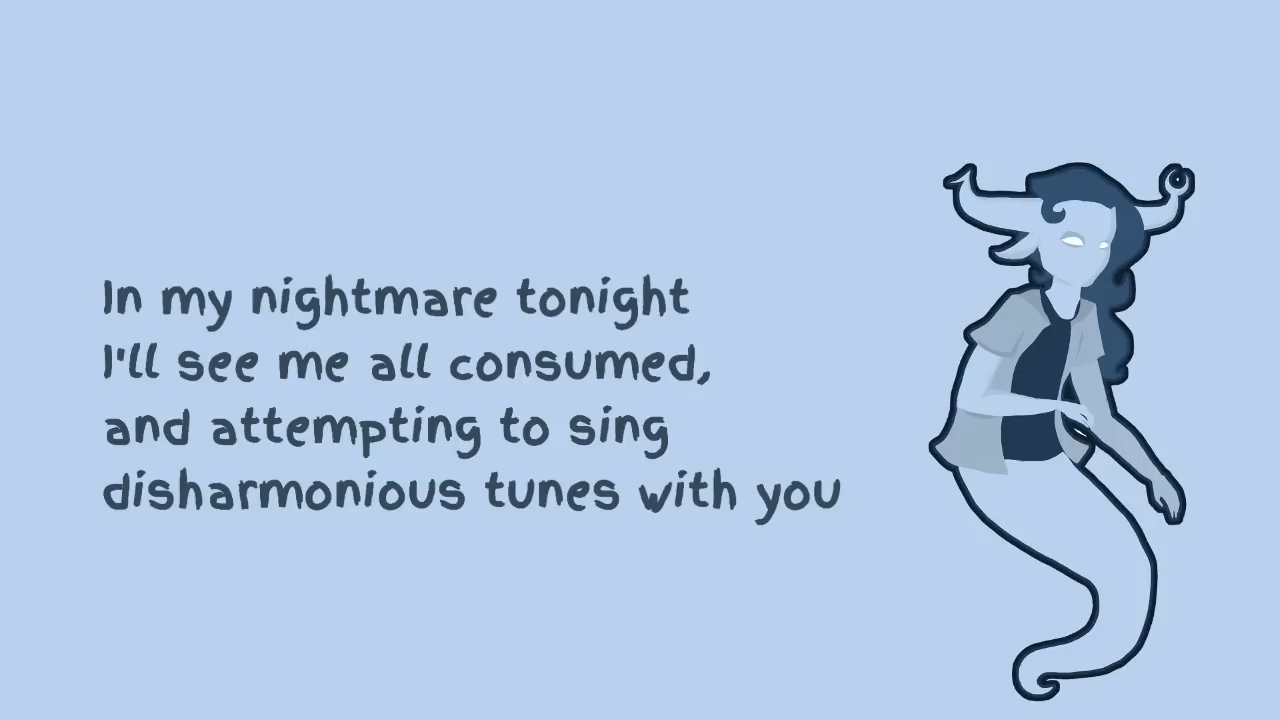 In my nightmare tonight
I'll see me all consumed,
and attempting to sing
disharmonious tunes with you